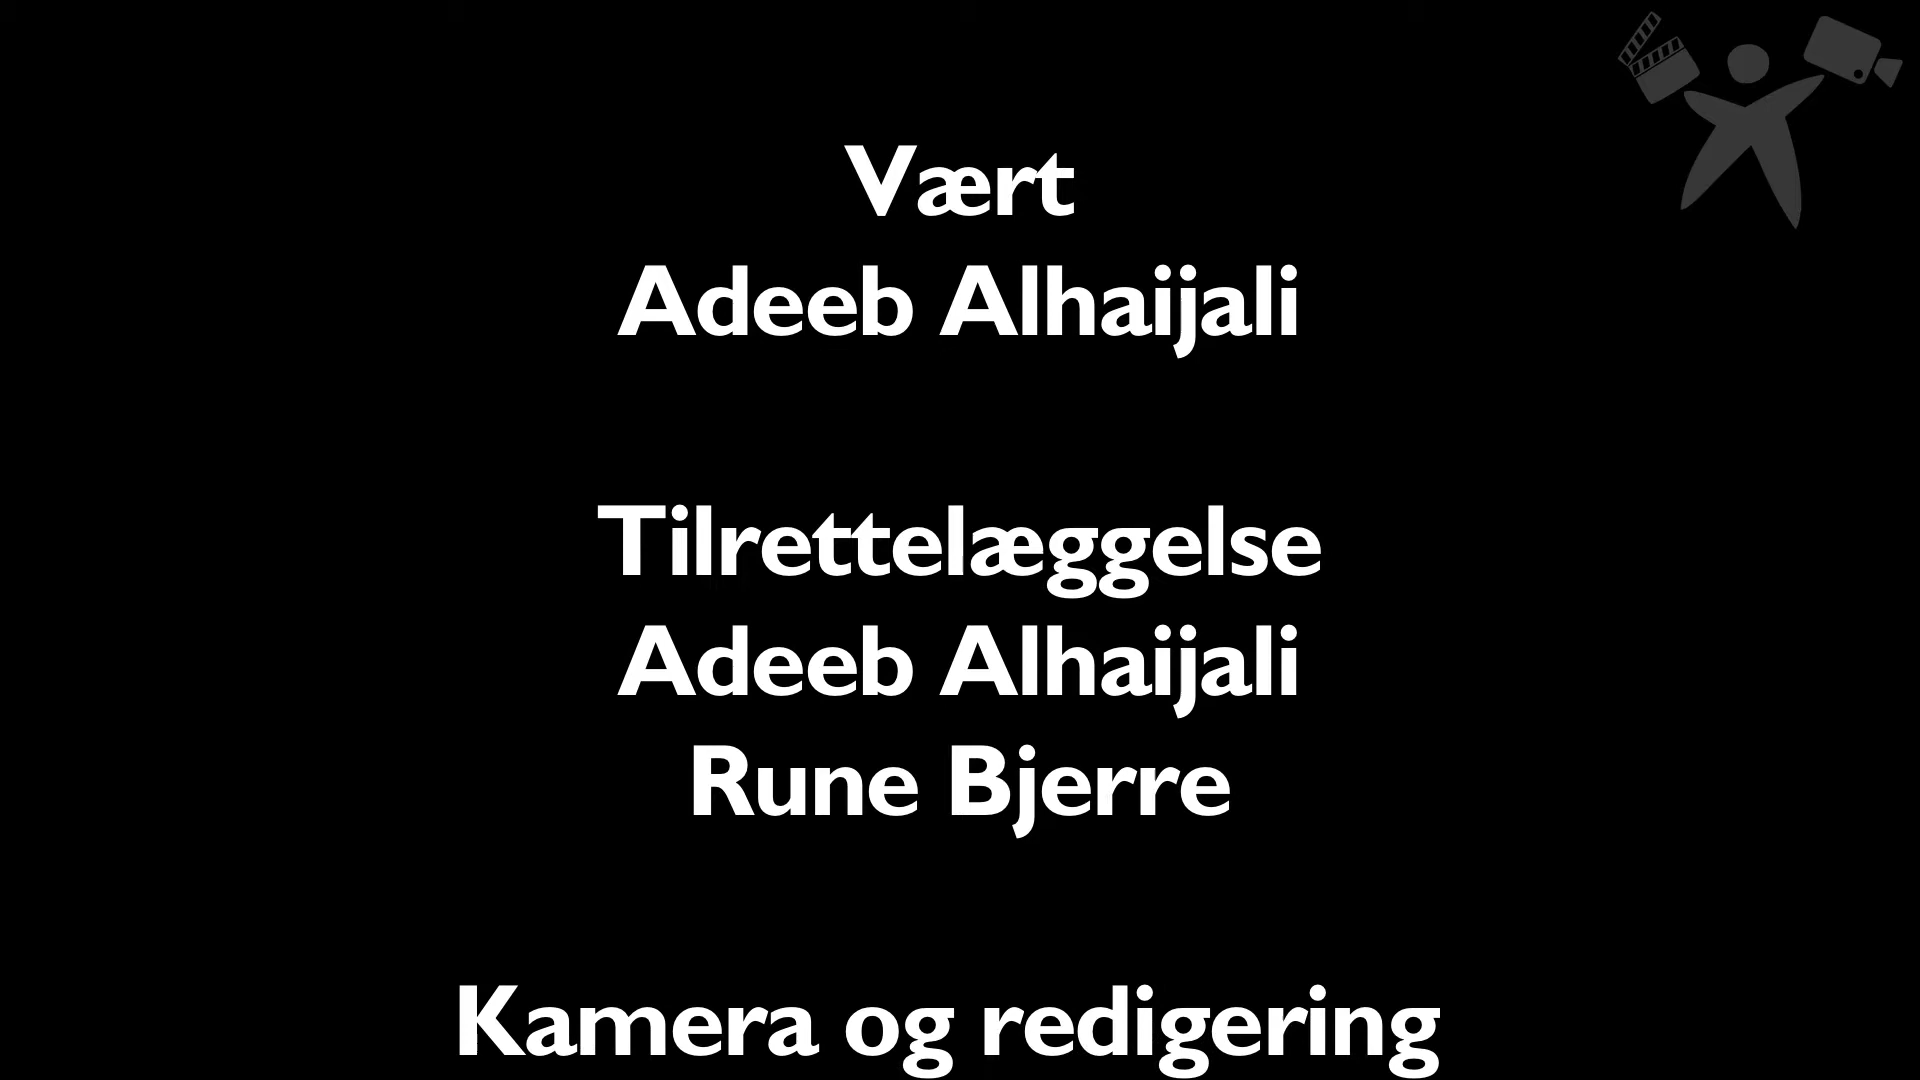 Vært
Adeeb Alhaijali
Tilrettelæggelse
Adeeb Alhaijali
Rune Bjerre
Kamera og redigering